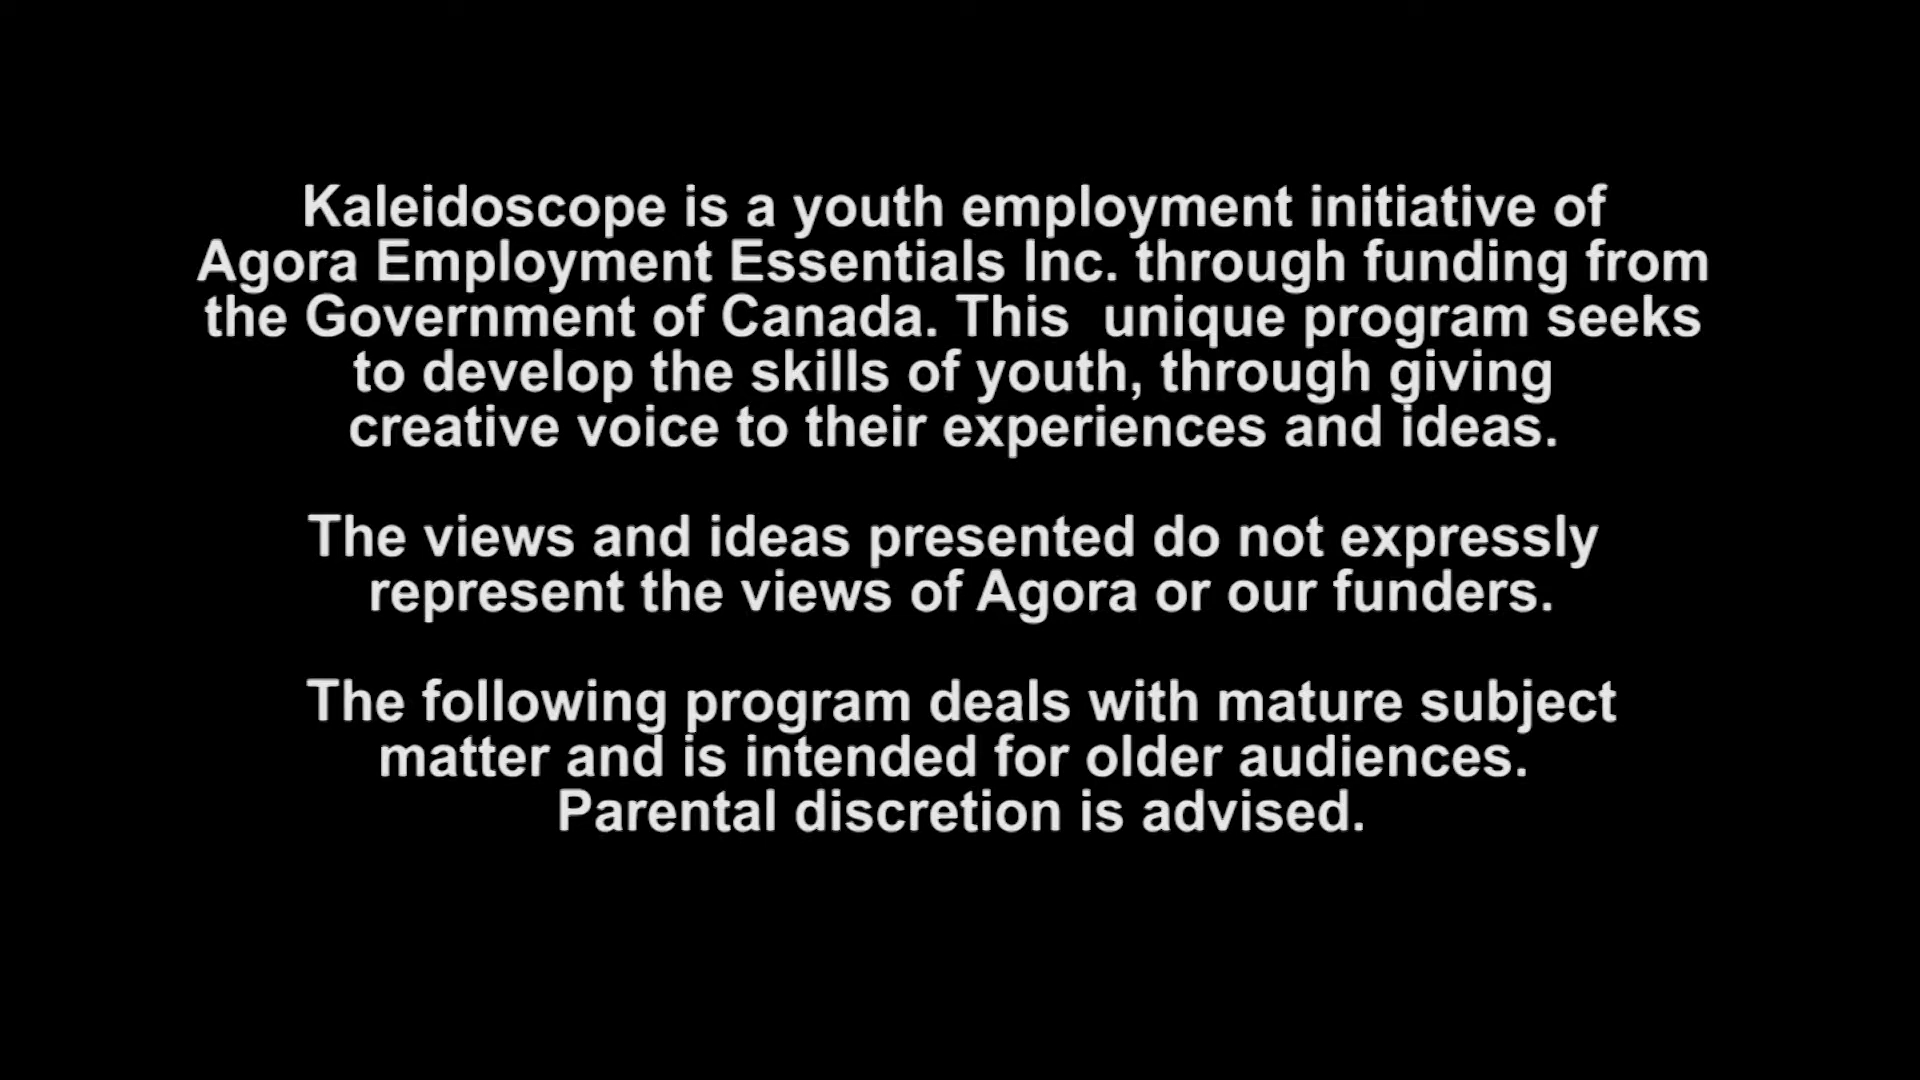 Kaleidoscope is a youth employment initiative of
Agora Employment Essentials Inc. through funding from
the Government of Canada. This  unique program seeks
to develop the skills of youth, through giving
creative voice to their experiences and ideas.
The views and ideas presented do not expressly
represent the views of Agora or our funders.
The following program deals with mature subject
matter and is intended for older audiences.
Parental discretion is advised.